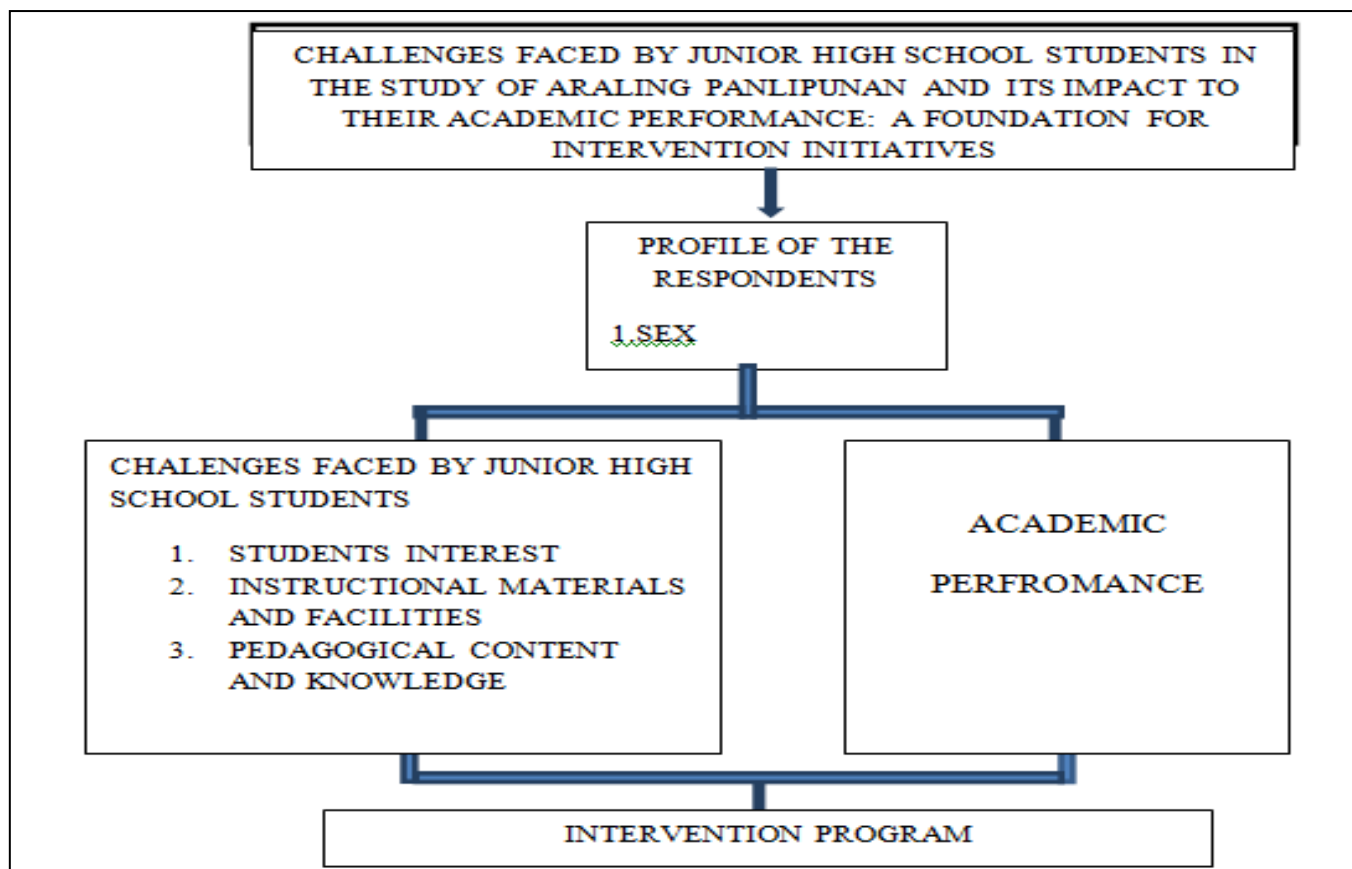 CHALLENGES FACED BY JUNIOR HIGH SCHOOL STUDENTS IN
THE STUDY OF ARALING PANLIPUNAN AND ITS IMPACT TO
THEIR ACADEMIC PERFORMANCE: A FOUNDATION FOR
INTERVENTION INITIATIVES
PROFILE OF THE
RESPONDENTS
1.SEX
CHALENGES FACED BY JUNIOR HIGH
SCHOOL STUDENTS
1. STUDENTS INTEREST
2. INSTRUCTIONAL MATERIALS
AND FACILITIES
3. PEDAGOGICAL CONTENT
AND KNOWLEDGE
ACADEMIC
PERFROMANCE
INTERVENTION PROGRAM